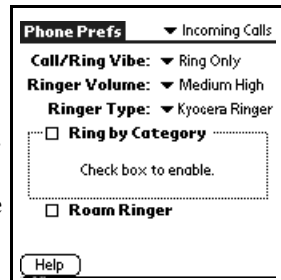 Phone Prefs ▼ Incoming Calls
Call/Ring Vibe: ▼ Ring Only
Ringer Volume: ▼ Medium High
Ringer Type: ▼ Kyocera Ringer
Ring by Category
Check box to enable.
Roam Ringer
Help